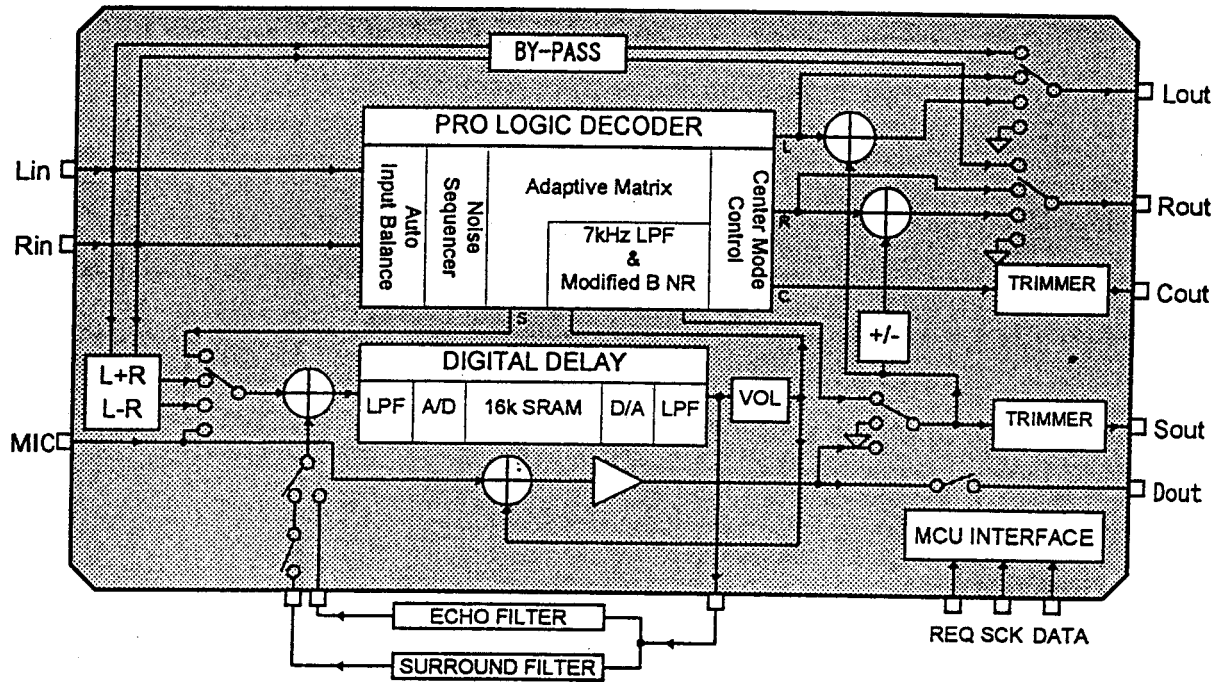 BY-PASS
Lout
PRO LOGIC DECODER
L
Lin
Auto
Input Balance
Noise
Sequencer
Adaptive Matrix
Center Mode
Control
R
Rout
Rin
7kHz LPF
&
Modified B NR
C
TRIMMER
Cout
S
+/-
DIGITAL DELAY
L+R
L-R
LPF
A/D
16k SRAM
D/A
LPF
VOL
TRIMMER
Sout
MIC
Dout
MCU INTERFACE
ECHO FILTER
REQ SCK DATA
SURROUND FILTER